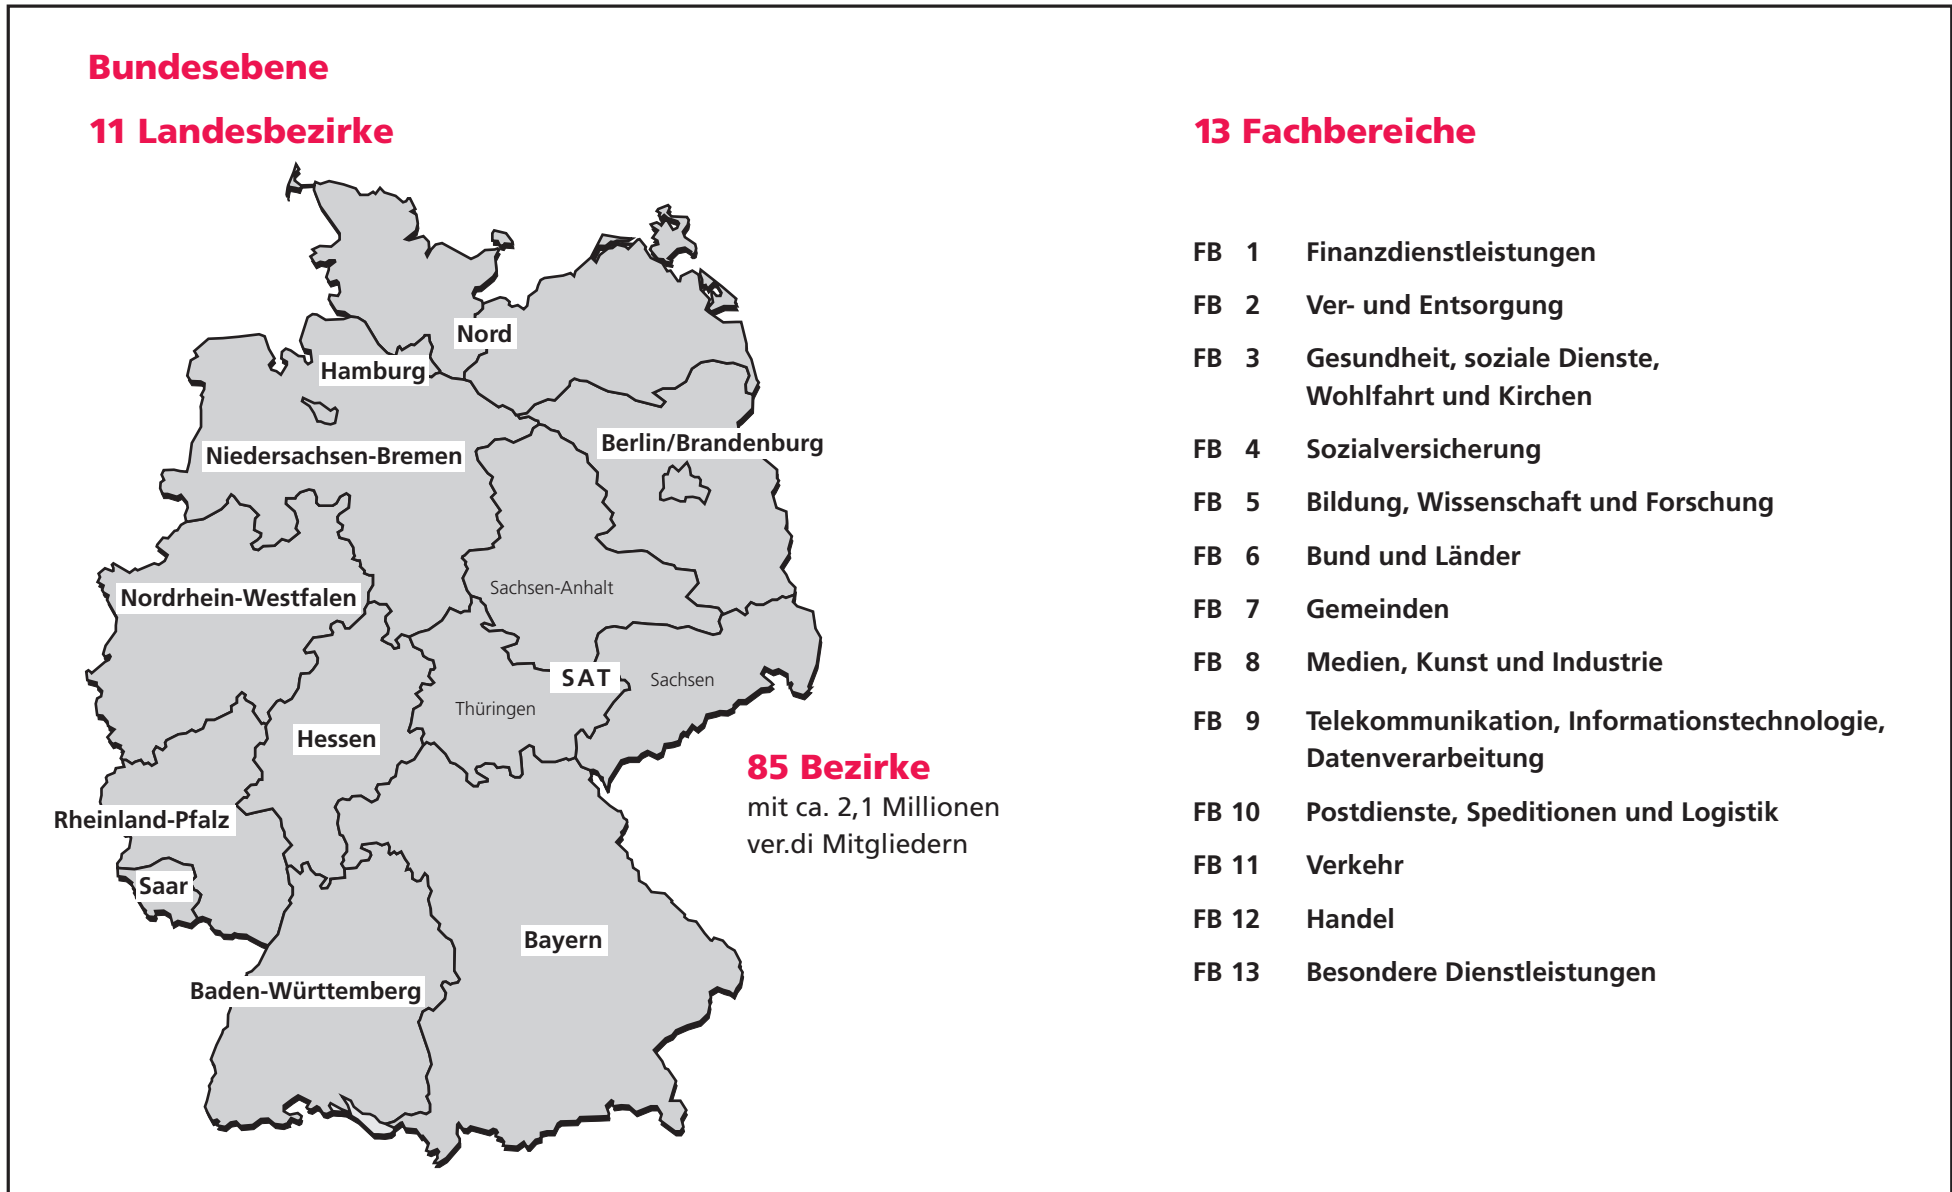 Bundesebene
11 Landesbezirke
Nord
Hamburg
Berlin/Brandenburg
Niedersachsen-Bremen
Sachsen-Anhalt
Nordrhein-Westfalen
SAT
Sachsen
Thüringen
Hessen
Rheinland-Pfalz
Saar
Bayern
Baden-Württemberg
85 Bezirke
mit ca. 2,1 Millionen
ver.di Mitgliedern
13 Fachbereiche
FB 1 Finanzdienstleistungen
FB 2 Ver- und Entsorgung
FB 3 Gesundheit, soziale Dienste,
Wohlfahrt und Kirchen
FB 4 Sozialversicherung
FB 5 Bildung, Wissenschaft und Forschung
FB 6 Bund und Länder
FB 7 Gemeinden
FB 8 Medien, Kunst und Industrie
FB 9 Telekommunikation, Informationstechnologie,
Datenverarbeitung
FB 10 Postdienste, Speditionen und Logistik
FB 11 Verkehr
FB 12 Handel
FB 13 Besondere Dienstleistungen